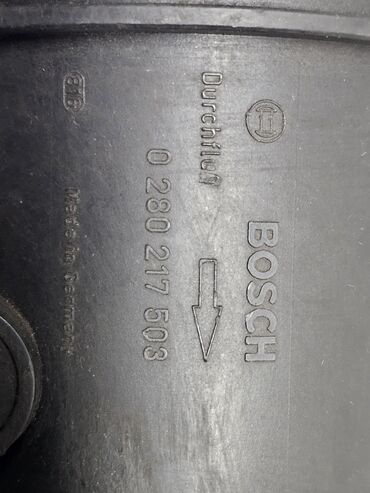 BOSCH
Durchfluß
0 280 217 503
Made in Germany